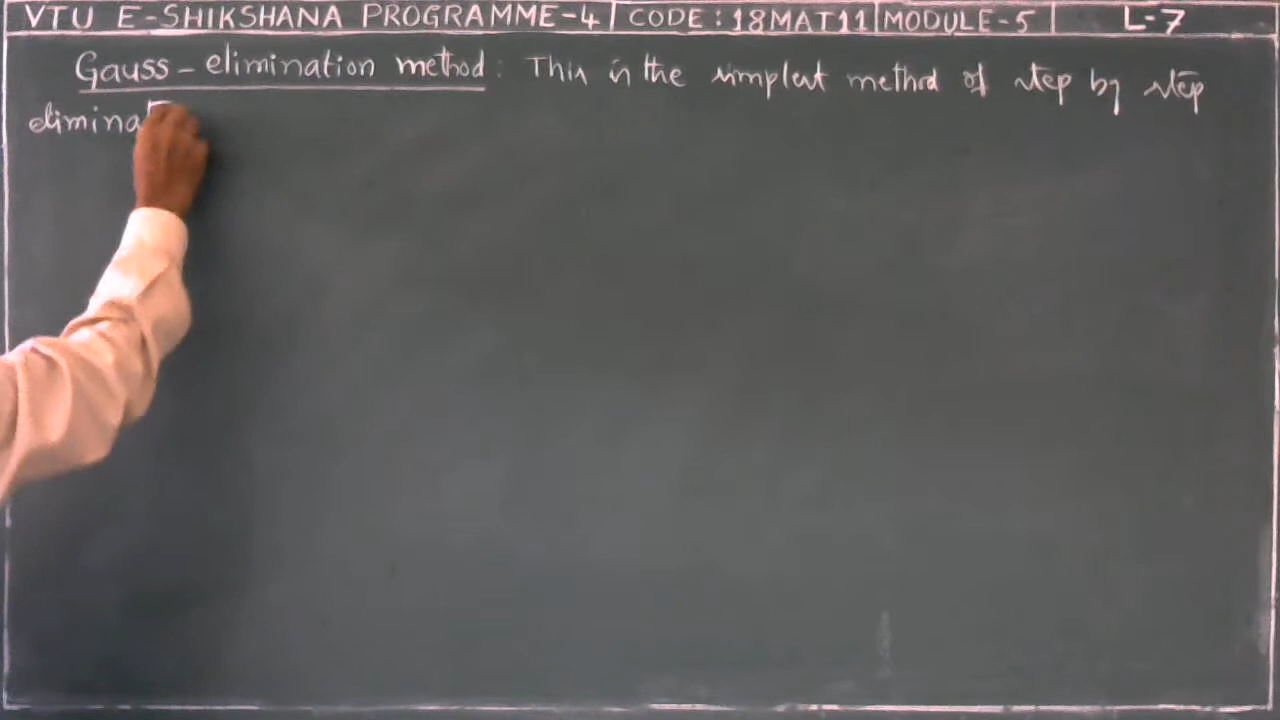 VTU E-SHIKSHANA PROGRAMME-4 | CODE: 18MAT11 | MODULE-5 | L-7
Gauss-elimination method: This is the simplest method of step by step
elimina